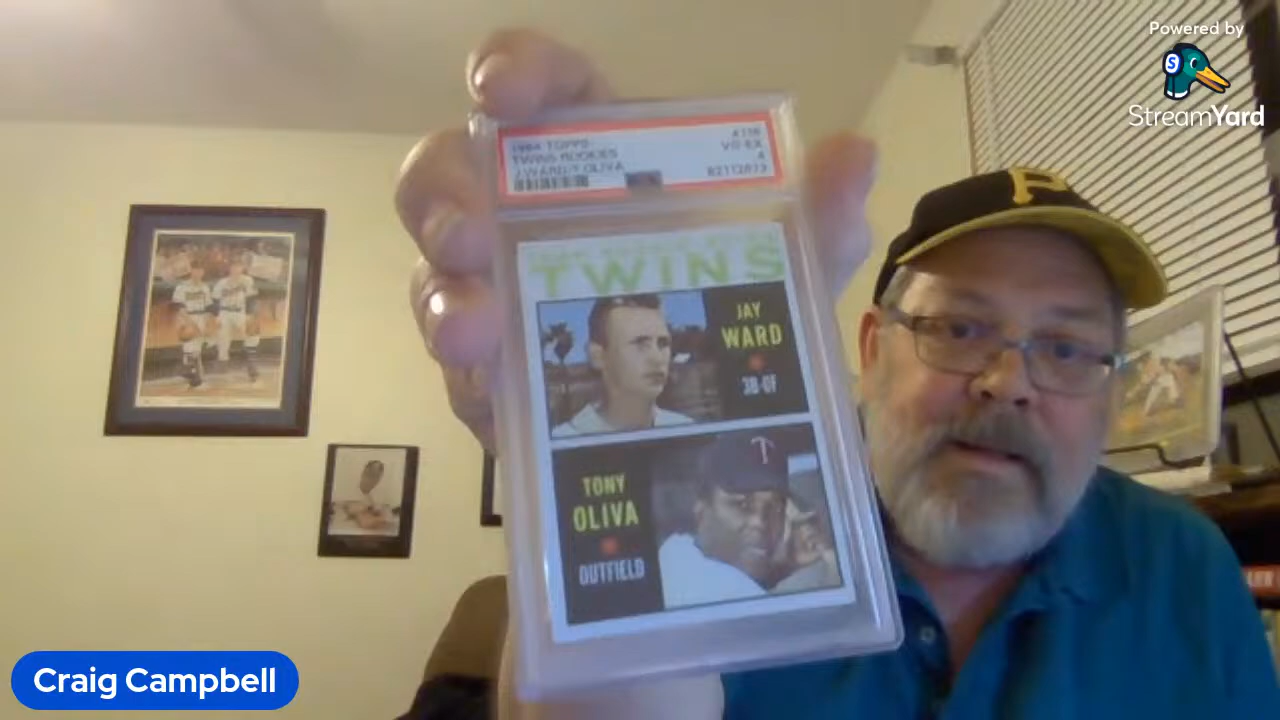 Powered by
StreamYard
S
P
1964 TOPPS
TWINS ROOKIES
J.WARD/T.OLIVA
#116
VG-EX
4
82112873
TWINS
JAY
WARD
3B-OF
T
TONY
OLIVA
OUTFIELD
Craig Campbell